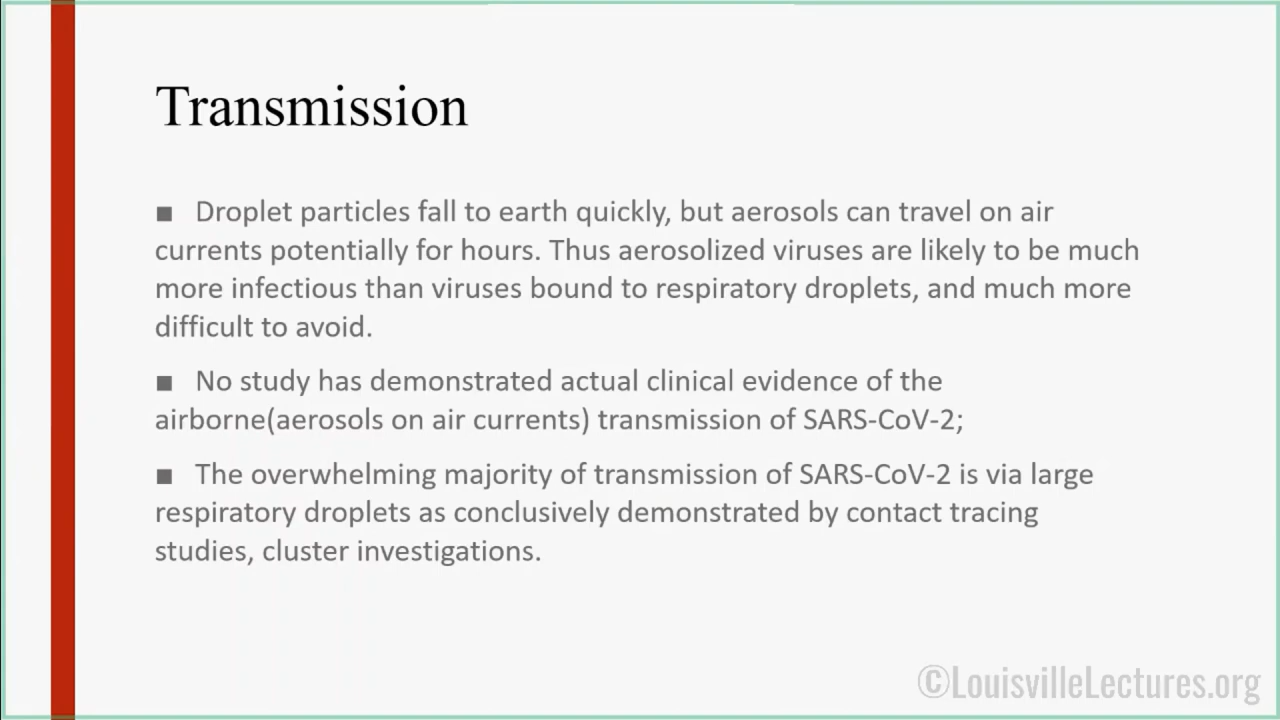 Transmission
■ Droplet particles fall to earth quickly, but aerosols can travel on air
currents potentially for hours. Thus aerosolized viruses are likely to be much
more infectious than viruses bound to respiratory droplets, and much more
difficult to avoid.
■ No study has demonstrated actual clinical evidence of the
airborne(aerosols on air currents) transmission of SARS-CoV-2;
■ The overwhelming majority of transmission of SARS-CoV-2 is via large
respiratory droplets as conclusively demonstrated by contact tracing
studies, cluster investigations.
©LouisvilleLectures.org